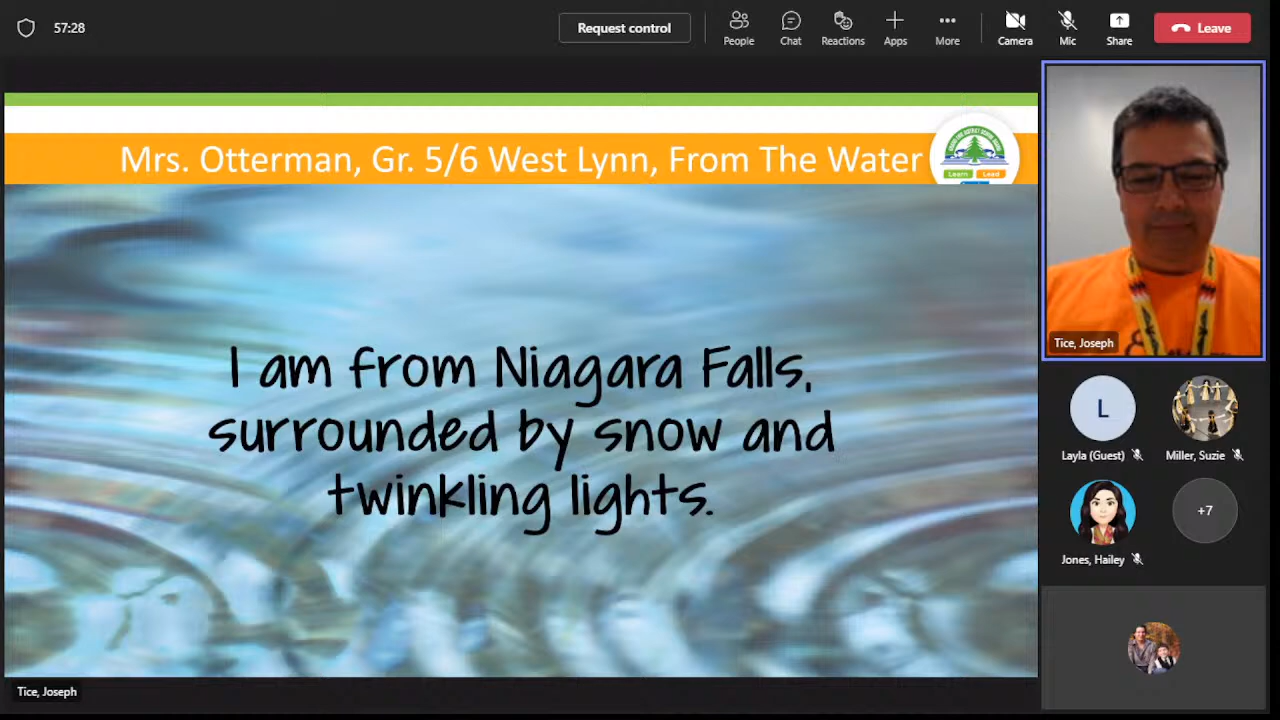 57:28
Request control
People
Chat
Reactions
Apps
More
Camera
Mic
Share
Leave
Mrs. Otterman, Gr. 5/6 West Lynn, From The Water
Learn
Lead
I am from Niagara Falls,
surrounded by snow and
twinkling lights.
Tice, Joseph
L
Layla (Guest)
Miller, Suzie
Jones, Hailey
+7
Tice, Joseph